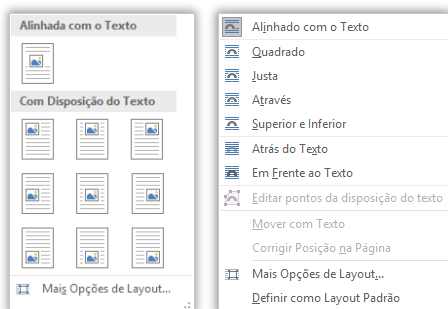 Alinhada com o Texto
Com Disposição do Texto
Mais Opções de Layout...
Alinhado com o Texto
Quadrado
Justa
Através
Superior e Inferior
Atrás do Texto
Em Frente ao Texto
Editar pontos da disposição do texto
Mover com Texto
Corrigir Posição na Página
Mais Opções de Layout...
Definir como Layout Padrão